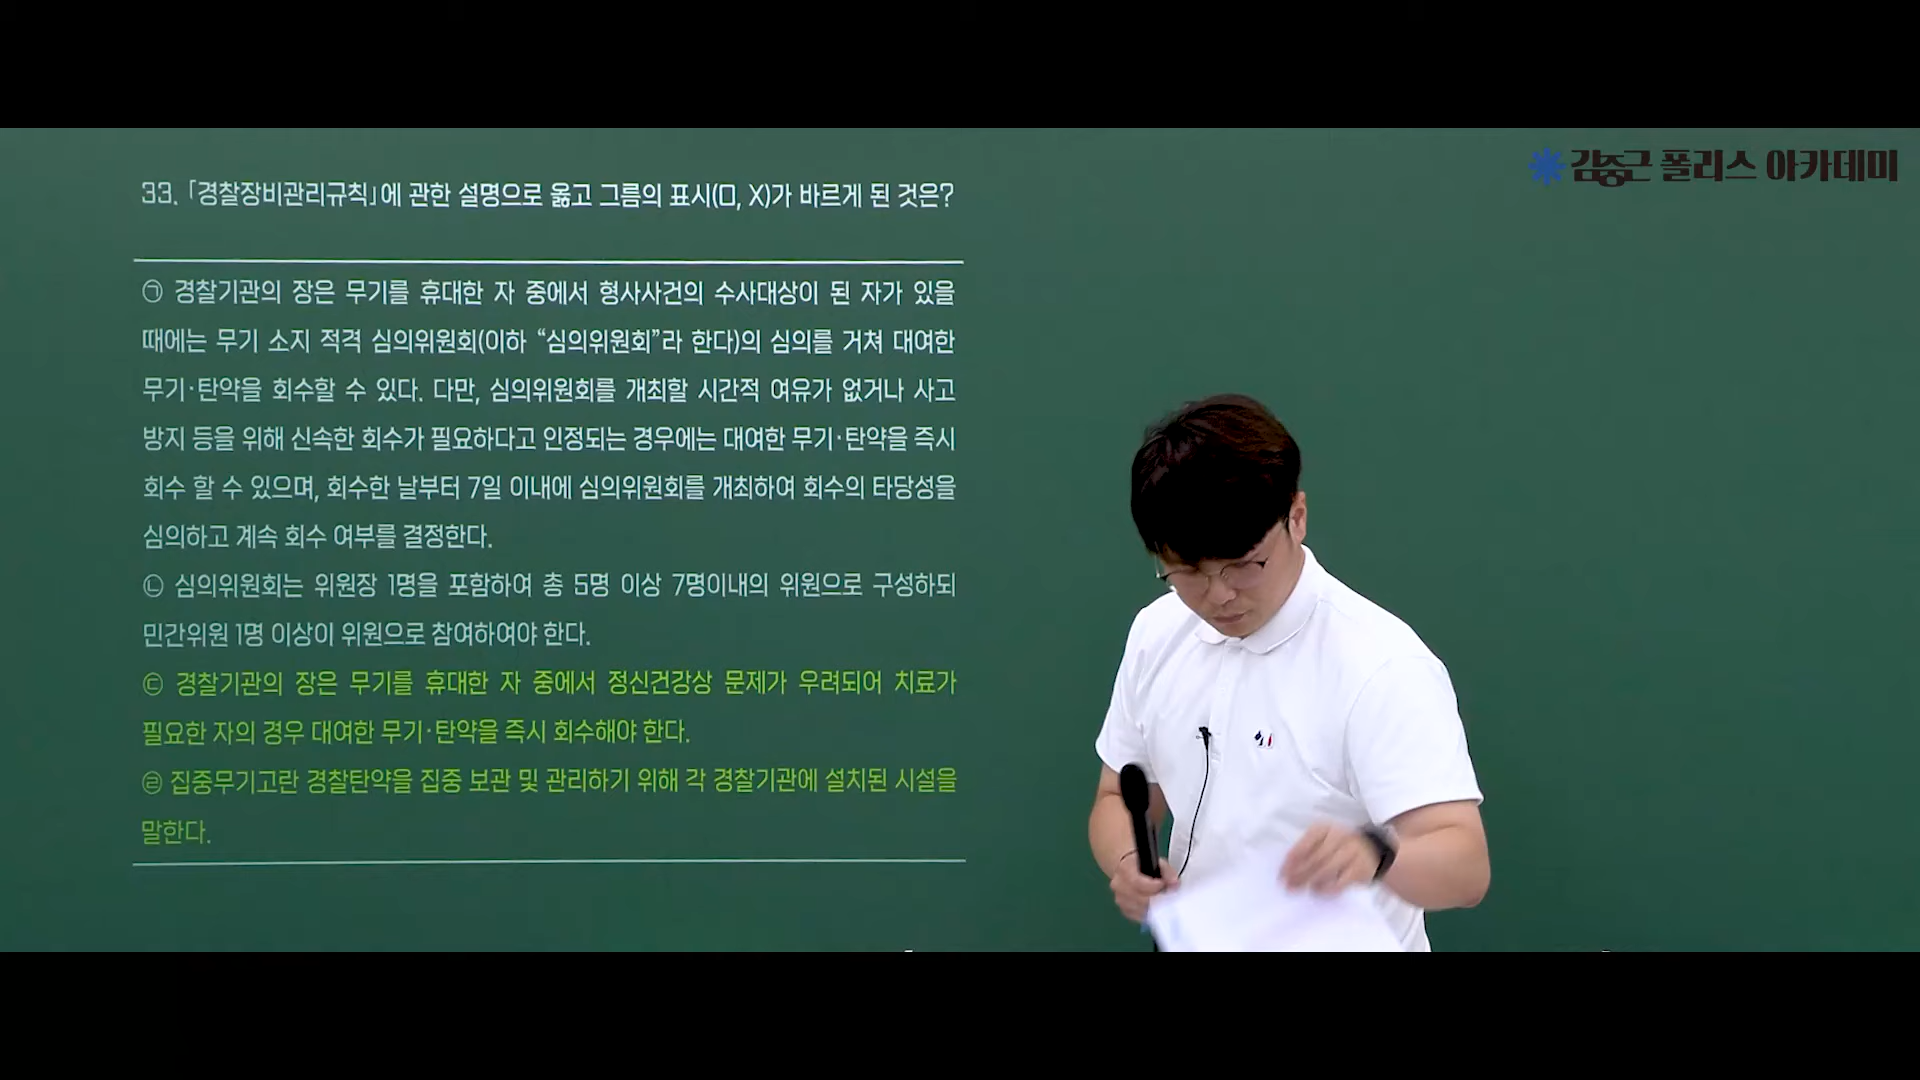 김중근 폴리스 아카데미
33. 「경찰장비관리규칙」에 관한 설명으로 옳고 그름의 표시(□, X)가 바르게 된 것은?
㉠ 경찰기관의 장은 무기를 휴대한 자 중에서 형사사건의 수사대상이 된 자가 있을
때에는 무기 소지 적격 심의위원회(이하 “심의위원회”라 한다)의 심의를 거쳐 대여한
무기·탄약을 회수할 수 있다. 다만, 심의위원회를 개최할 시간적 여유가 없거나 사고
방지 등을 위해 신속한 회수가 필요하다고 인정되는 경우에는 대여한 무기·탄약을 즉시
회수 할 수 있으며, 회수한 날부터 7일 이내에 심의위원회를 개최하여 회수의 타당성을
심의하고 계속 회수 여부를 결정한다.
㉡ 심의위원회는 위원장 1명을 포함하여 총 5명 이상 7명이내의 위원으로 구성하되
민간위원 1명 이상이 위원으로 참여하여야 한다.
㉢ 경찰기관의 장은 무기를 휴대한 자 중에서 정신건강상 문제가 우려되어 치료가
필요한 자의 경우 대여한 무기·탄약을 즉시 회수해야 한다.
㉣ 집중무기고란 경찰탄약을 집중 보관 및 관리하기 위해 각 경찰기관에 설치된 시설을
말한다.